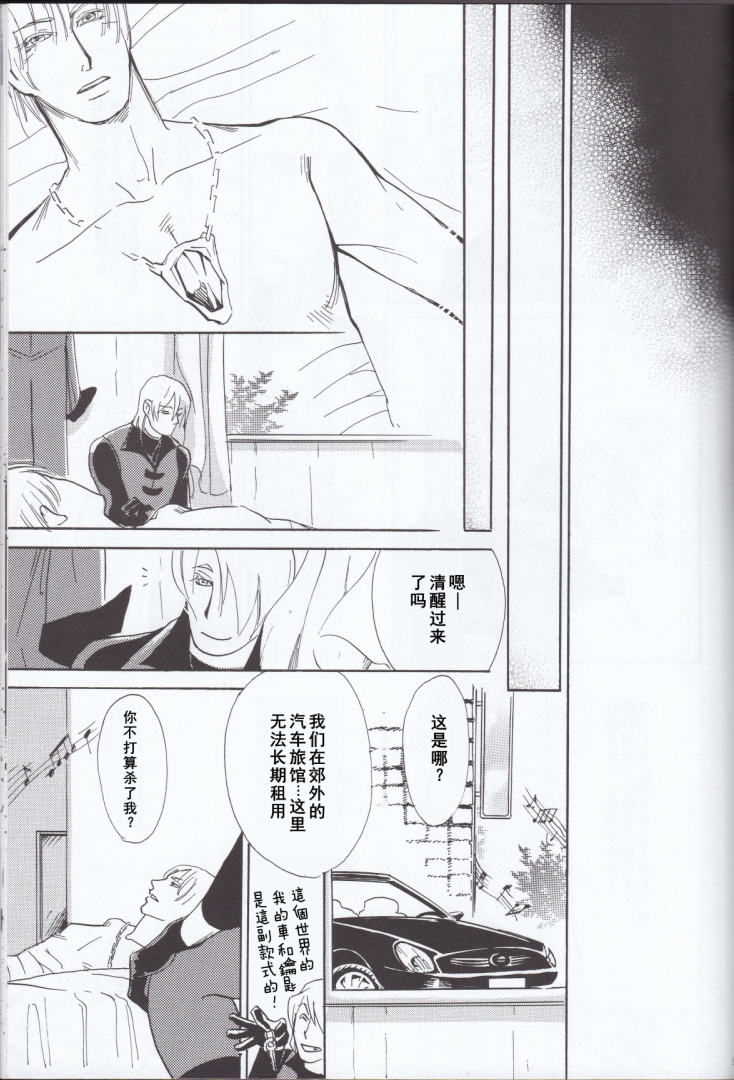 嗯—
清醒过来
了吗
这是哪？
我们在郊外的
汽车旅馆…这里
无法长期租用
這個世界的
我的車和鑰匙
是這副款式的！
你不打算杀
了我？